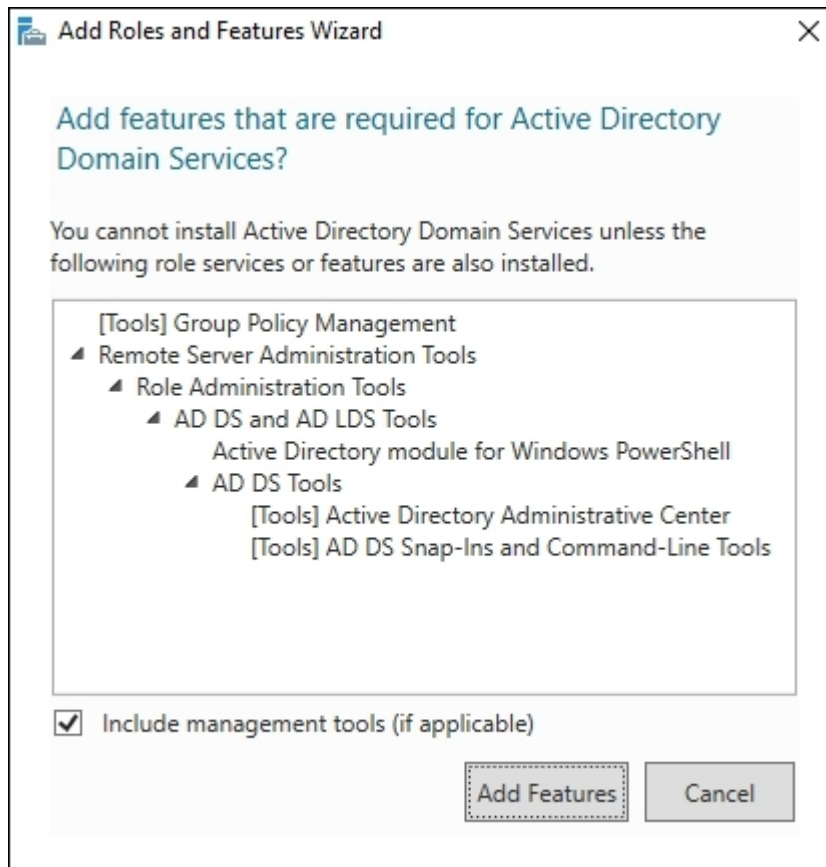 Add Roles and Features Wizard
Add features that are required for Active Directory
Domain Services?
You cannot install Active Directory Domain Services unless the
following role services or features are also installed.
[Tools] Group Policy Management
Remote Server Administration Tools
Role Administration Tools
AD DS and AD LDS Tools
Active Directory module for Windows PowerShell
AD DS Tools
[Tools] Active Directory Administrative Center
[Tools] AD DS Snap-Ins and Command-Line Tools
Include management tools (if applicable)
Add Features Cancel